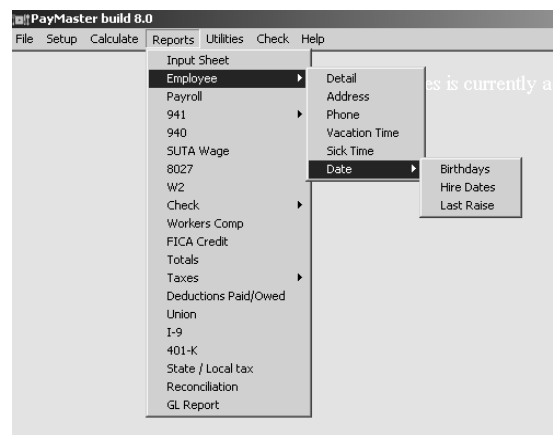 PayMaster build 8.0
File Setup Calculate Reports Utilities Check Help
Input Sheet
Employee
Payroll
941
940
SUTA Wage
8027
W2
Check
Workers Comp
FICA Credit
Totals
Taxes
Deductions Paid/Owed
Union
I-9
401-K
State / Local tax
Reconciliation
GL Report
Detail
Address
Phone
Vacation Time
Sick Time
Date
Birthdays
Hire Dates
Last Raise
es is currently a